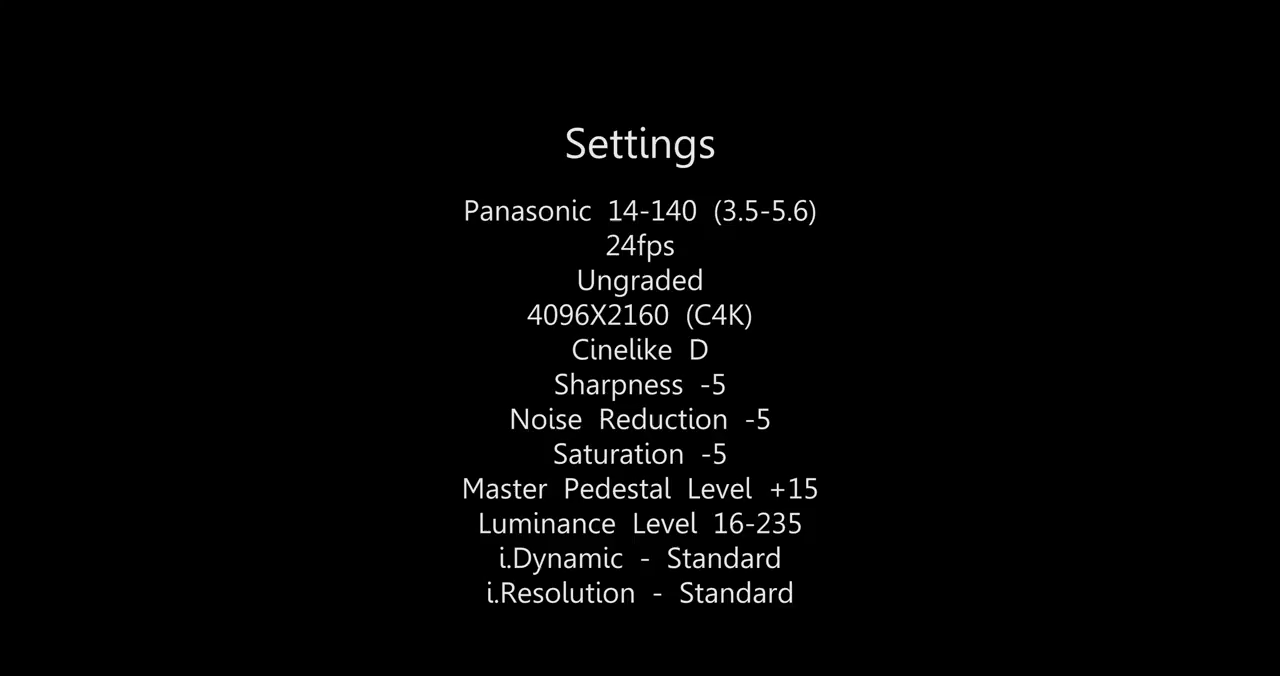 Settings
Panasonic 14-140 (3.5-5.6)
24fps
Ungraded
4096X2160 (C4K)
Cinelike D
Sharpness -5
Noise Reduction -5
Saturation -5
Master Pedestal Level +15
Luminance Level 16-235
i.Dynamic - Standard
i.Resolution - Standard